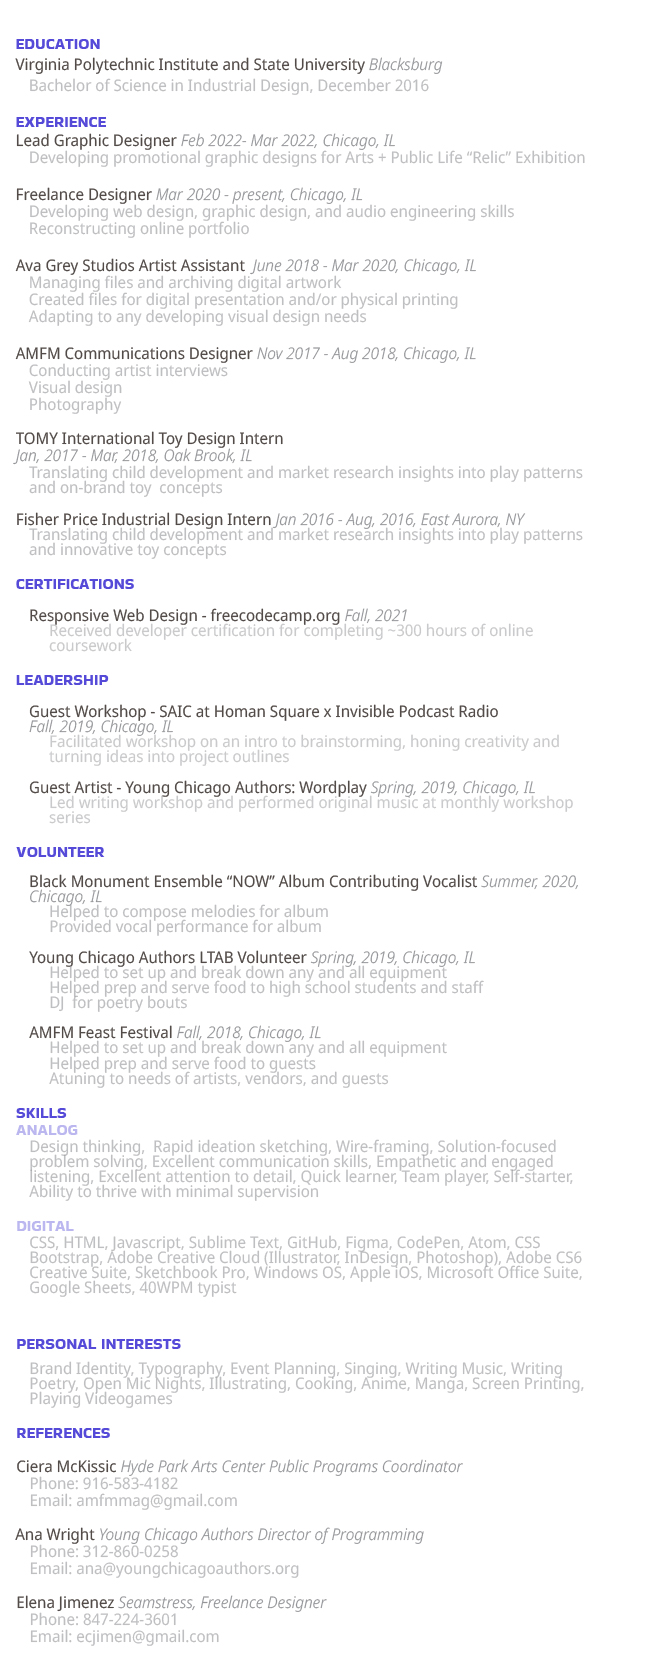 EDUCATION
Virginia Polytechnic Institute and State University Blacksburg
Bachelor of Science in Industrial Design, December 2016
EXPERIENCE
Lead Graphic Designer Feb 2022- Mar 2022, Chicago, IL
Developing promotional graphic designs for Arts + Public Life “Relic” Exhibition
Freelance Designer Mar 2020 - present, Chicago, IL
Developing web design, graphic design, and audio engineering skills
Reconstructing online portfolio
Ava Grey Studios Artist Assistant  June 2018 - Mar 2020, Chicago, IL
Managing files and archiving digital artwork
Created files for digital presentation and/or physical printing
Adapting to any developing visual design needs
AMFM Communications Designer Nov 2017 - Aug 2018, Chicago, IL
Conducting artist interviews
Visual design
Photography
TOMY International Toy Design Intern
Jan, 2017 - Mar, 2018, Oak Brook, IL
Translating child development and market research insights into play patterns
and on-brand toy  concepts
Fisher Price Industrial Design Intern Jan 2016 - Aug, 2016, East Aurora, NY
Translating child development and market research insights into play patterns
and innovative toy concepts
CERTIFICATIONS
Responsive Web Design - freecodecamp.org Fall, 2021
Received developer certification for completing ~300 hours of online
coursework
LEADERSHIP
Guest Workshop - SAIC at Homan Square x Invisible Podcast Radio
Fall, 2019, Chicago, IL
Facilitated workshop on an intro to brainstorming, honing creativity and
turning ideas into project outlines
Guest Artist - Young Chicago Authors: Wordplay Spring, 2019, Chicago, IL
Led writing workshop and performed original music at monthly workshop
series
VOLUNTEER
Black Monument Ensemble “NOW” Album Contributing Vocalist Summer, 2020,
Chicago, IL
Helped to compose melodies for album
Provided vocal performance for album
Young Chicago Authors LTAB Volunteer Spring, 2019, Chicago, IL
Helped to set up and break down any and all equipment
Helped prep and serve food to high school students and staff
DJ  for poetry bouts
AMFM Feast Festival Fall, 2018, Chicago, IL
Helped to set up and break down any and all equipment
Helped prep and serve food to guests
Atuning to needs of artists, vendors, and guests
SKILLS
ANALOG
Design thinking,  Rapid ideation sketching, Wire-framing, Solution-focused
problem solving, Excellent communication skills, Empathetic and engaged
listening, Excellent attention to detail, Quick learner, Team player, Self-starter,
Ability to thrive with minimal supervision
DIGITAL
CSS, HTML, Javascript, Sublime Text, GitHub, Figma, CodePen, Atom, CSS
Bootstrap, Adobe Creative Cloud (Illustrator, InDesign, Photoshop), Adobe CS6
Creative Suite, Sketchbook Pro, Windows OS, Apple iOS, Microsoft Office Suite,
Google Sheets, 40WPM typist
PERSONAL INTERESTS
Brand Identity, Typography, Event Planning, Singing, Writing Music, Writing
Poetry, Open Mic Nights, Illustrating, Cooking, Anime, Manga, Screen Printing,
Playing Videogames
REFERENCES
Ciera McKissic Hyde Park Arts Center Public Programs Coordinator
Phone: 916-583-4182
Email: amfmmag@gmail.com
Ana Wright Young Chicago Authors Director of Programming
Phone: 312-860-0258
Email: ana@youngchicagoauthors.org
Elena Jimenez Seamstress, Freelance Designer
Phone: 847-224-3601
Email: ecjimen@gmail.com